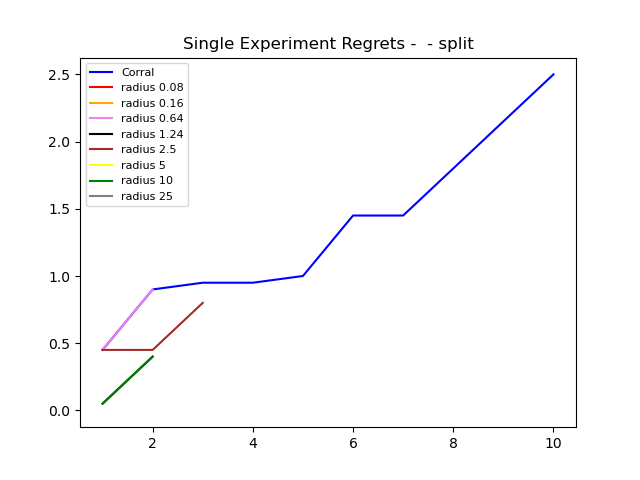 Single Experiment Regrets -  - split
2.5
2.0
1.5
1.0
0.5
0.0
Corral
radius 0.08
radius 0.16
radius 0.64
radius 1.24
radius 2.5
radius 5
radius 10
radius 25
2 4 6 8 10